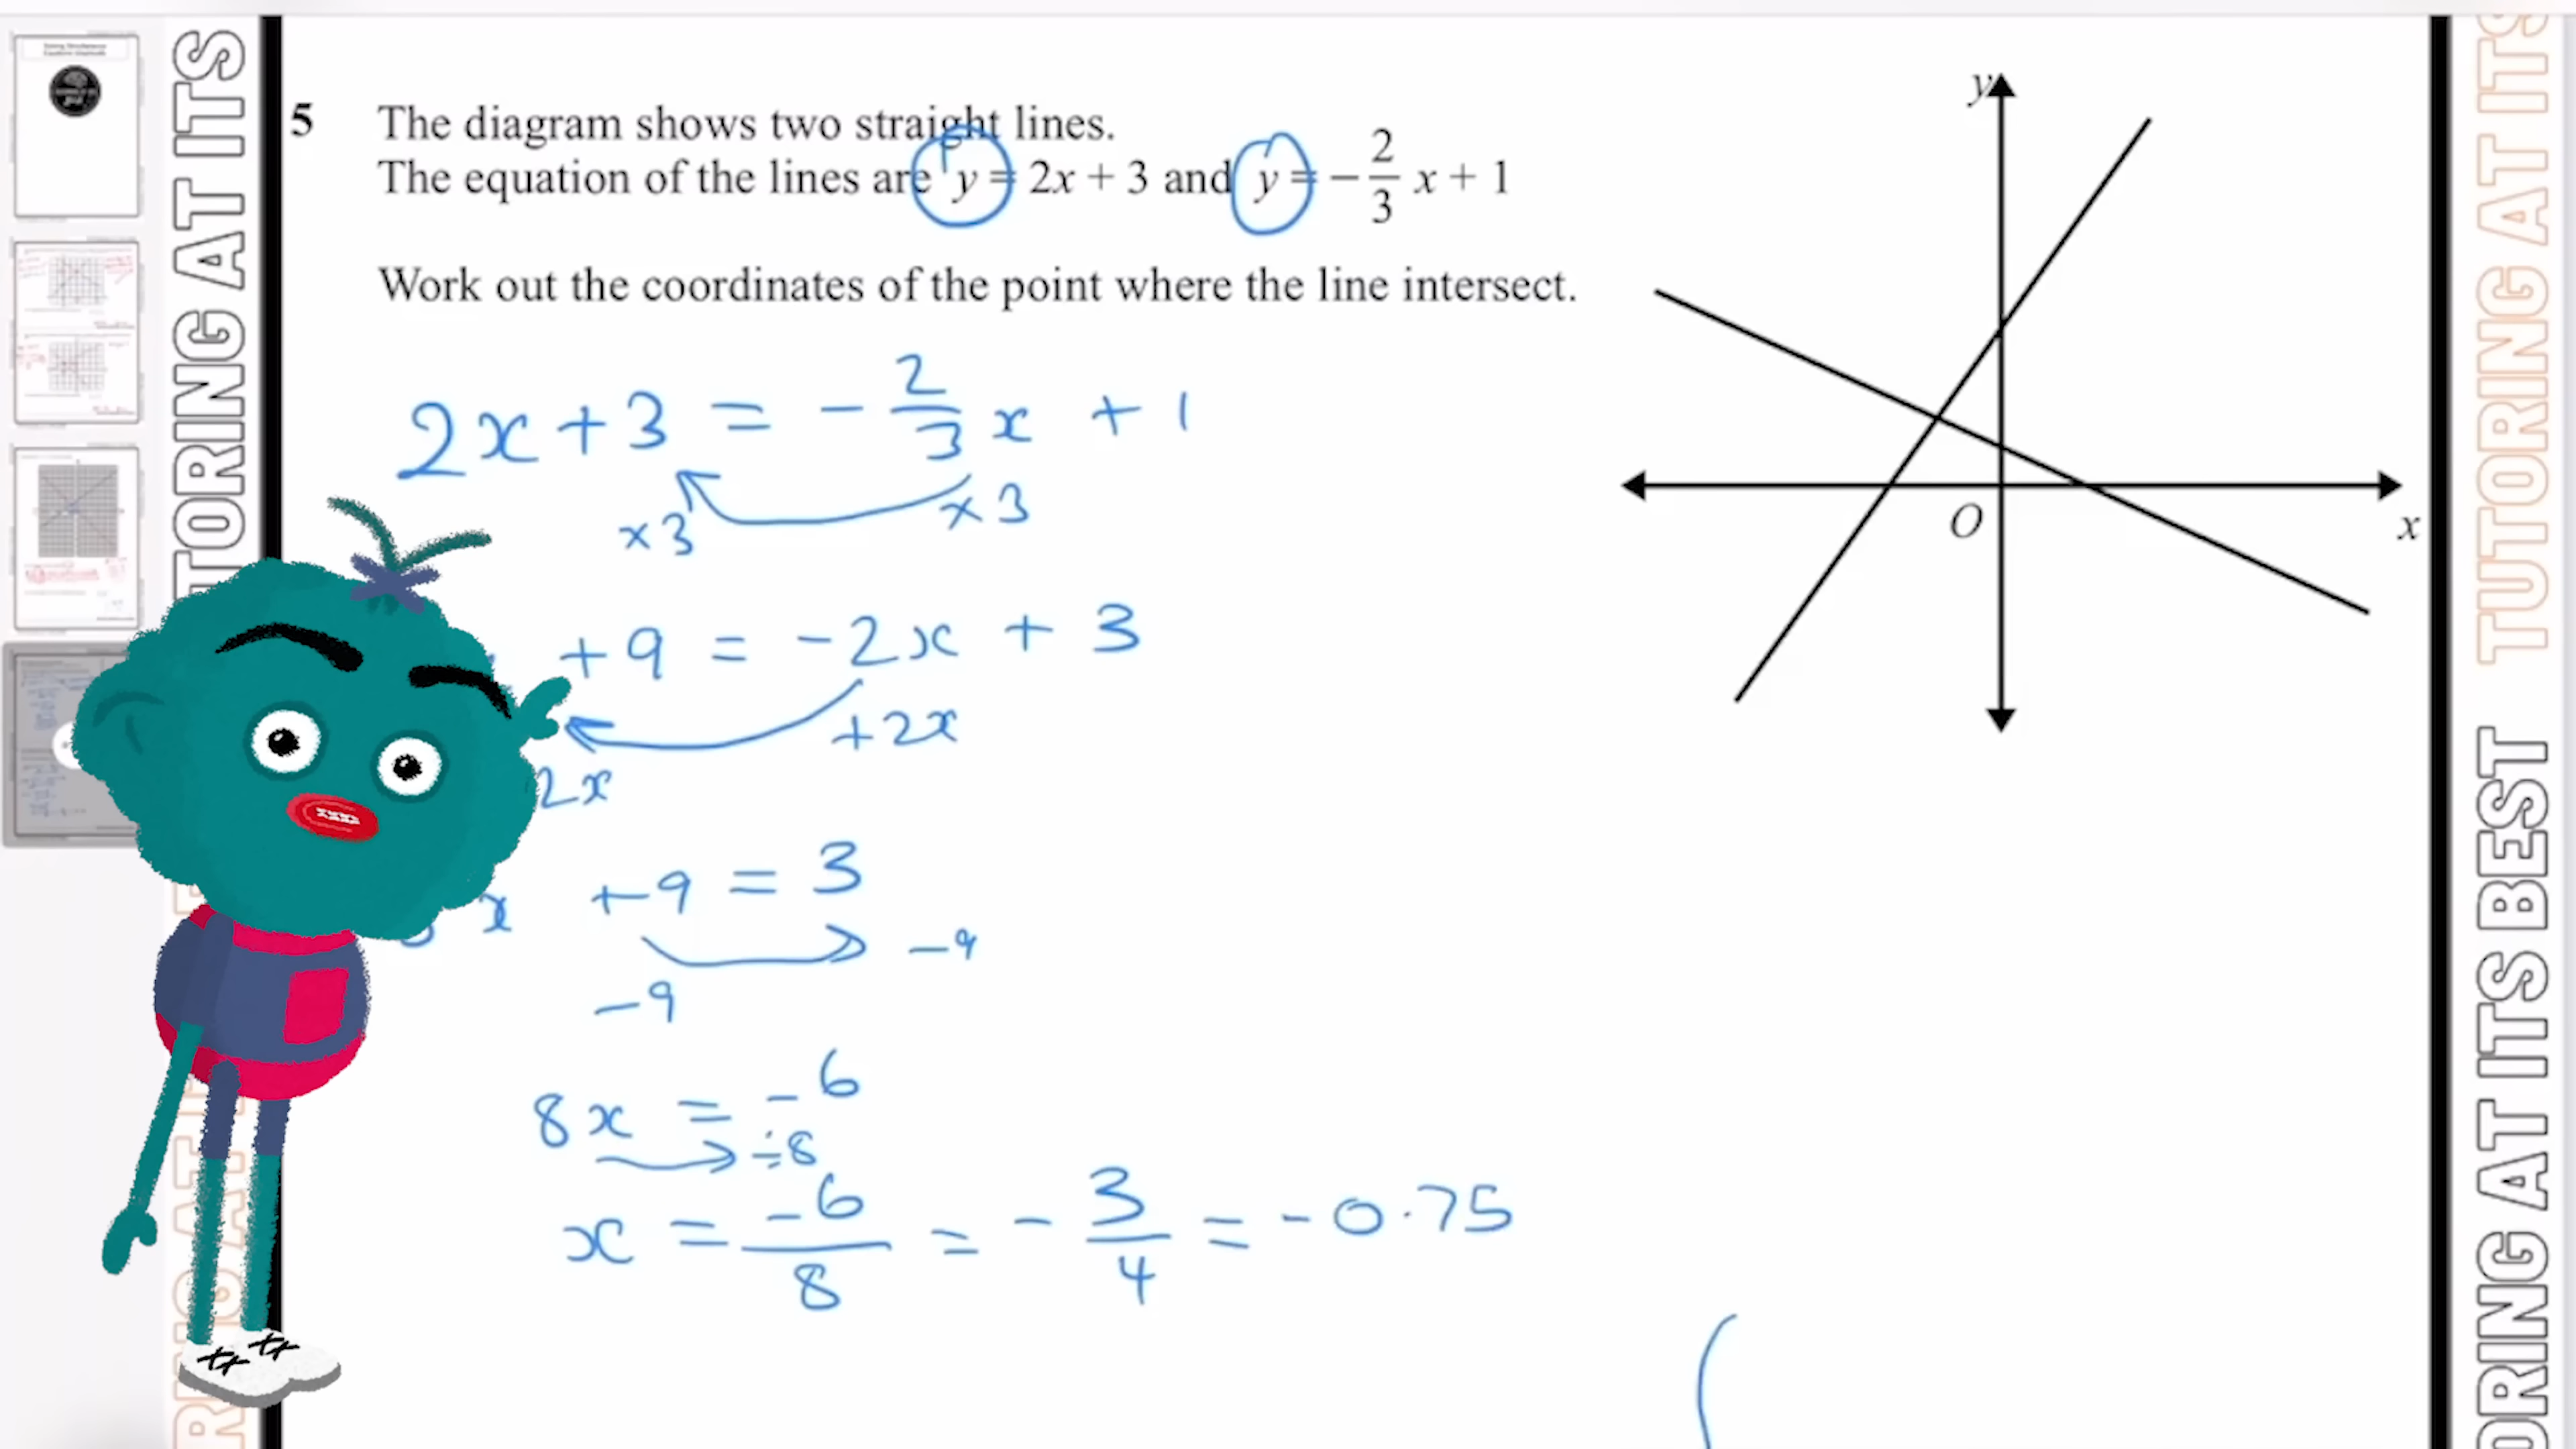 5 The diagram shows two straight lines.
The equation of the lines are y = 2x + 3 and y = -2/3 x + 1
Work out the coordinates of the point where the line intersect.
2x + 3 = - 2/3 x + 1
×3 ×3
+ 9 = -2x + 3
+2x
2x
x + 9 = 3
-9
-9
8x = -6
÷8
x = -6/8 = - 3/4 = -0.75
(
y
x
O
TORING AT ITS
TUTORING AT ITS
TUTORING AT ITS BEST
ORING AT ITS BEST